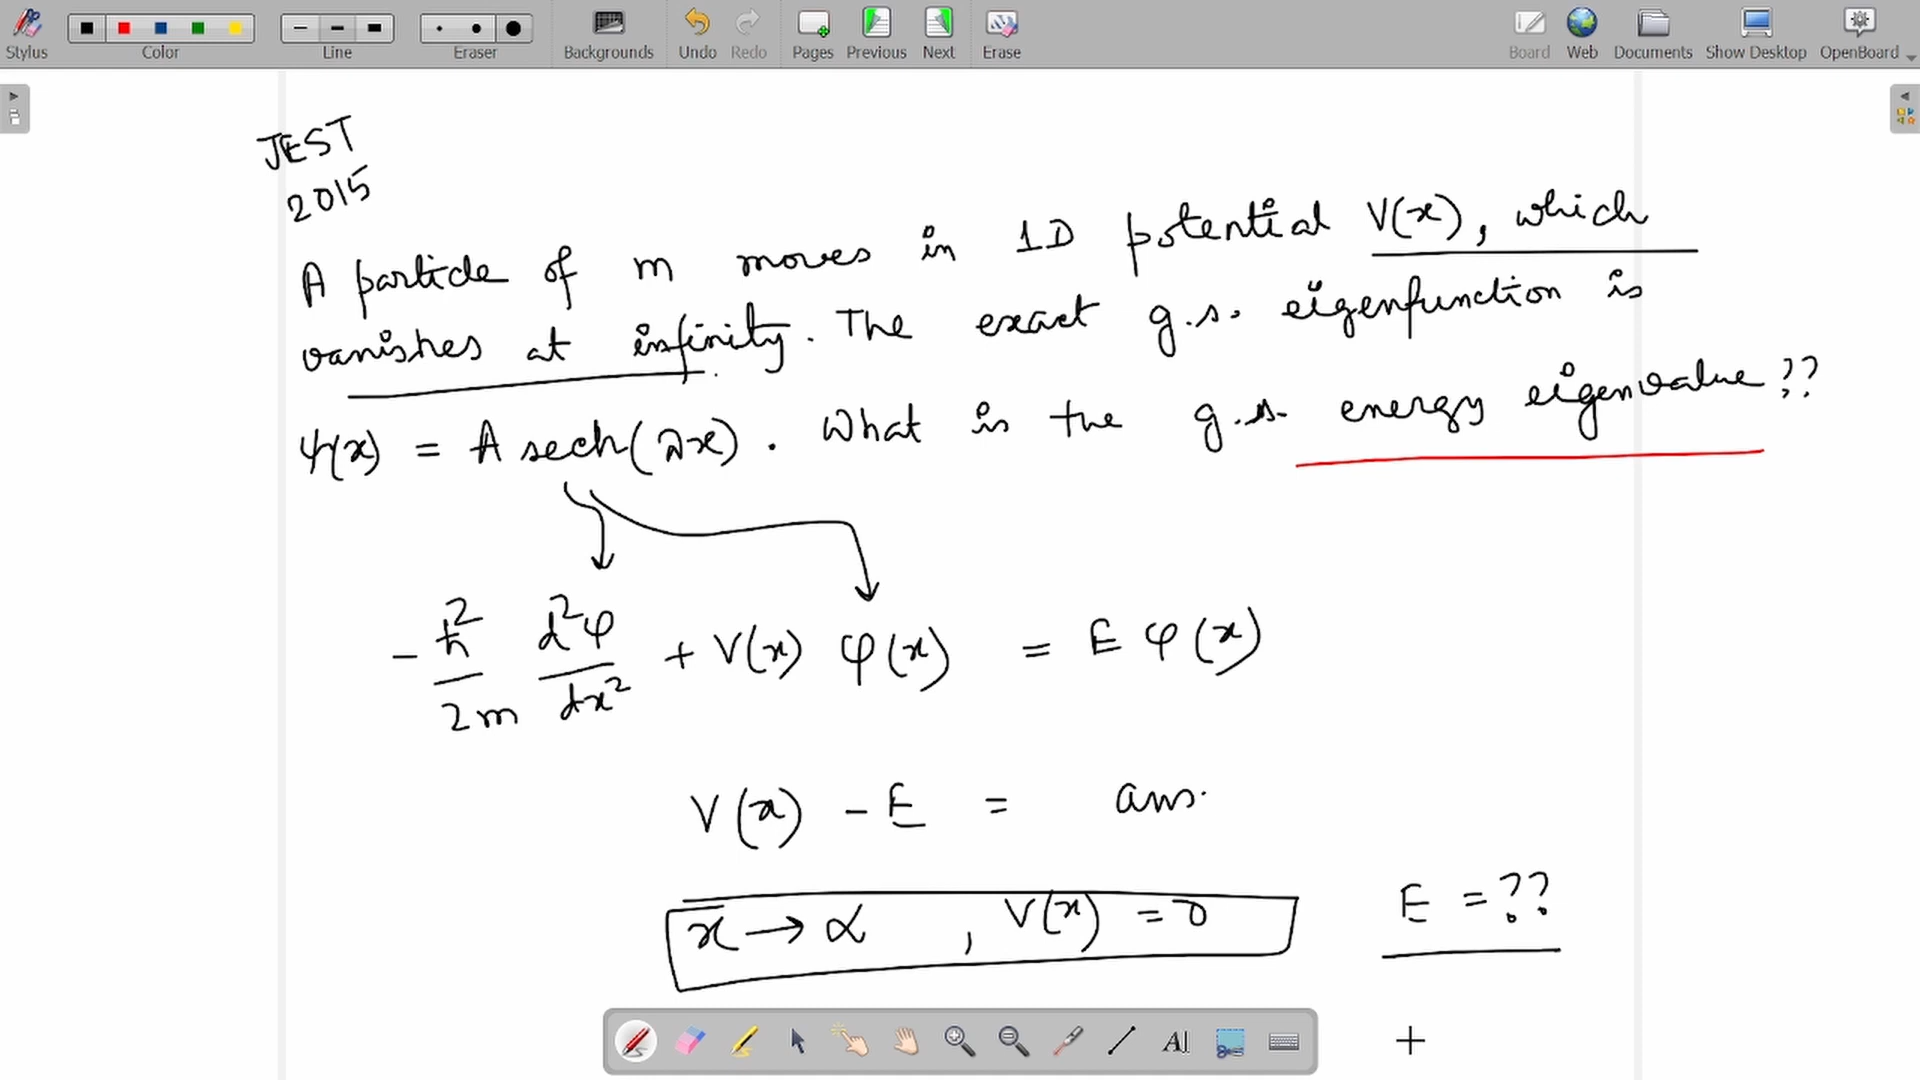 Stylus Color Line Eraser Backgrounds Undo Redo Pages Previous Next Erase Board Web Documents Show Desktop OpenBoard
JEST
2015
A particle of m moves in 1D potential V(x), which
vanishes at infinity. The exact g.s. eigenfunction is
ψ(x) = A sech(λx). What is the g.s. energy eigenvalue??
-ħ²/2m d²φ/dx² + V(x) φ(x) = E φ(x)
V(x) - E = ans.
x → ∝ , V(x) = 0
E = ??